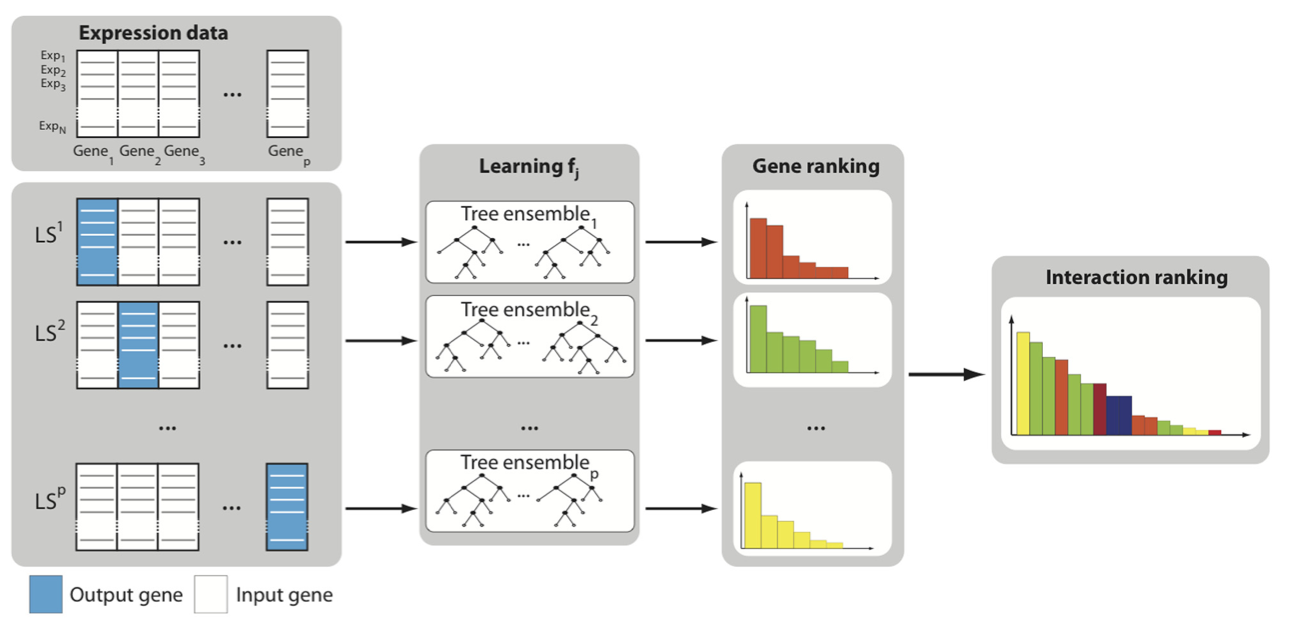 Expression data
Exp1
Exp2
Exp3
...
ExpN
Gene1 Gene2 Gene3 Genep
LS1
...
LS2
...
...
LSp
...
Output gene
Input gene
Learning fj
Tree ensemble1
...
Tree ensemble2
...
...
Tree ensemblep
...
Gene ranking
...
Interaction ranking